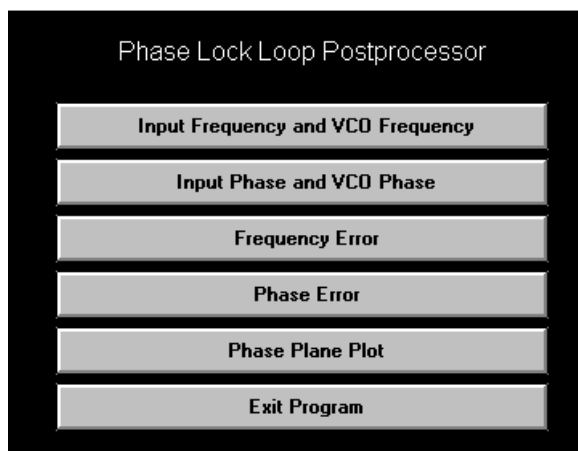 Phase Lock Loop Postprocessor
Input Frequency and VCO Frequency
Input Phase and VCO Phase
Frequency Error
Phase Error
Phase Plane Plot
Exit Program